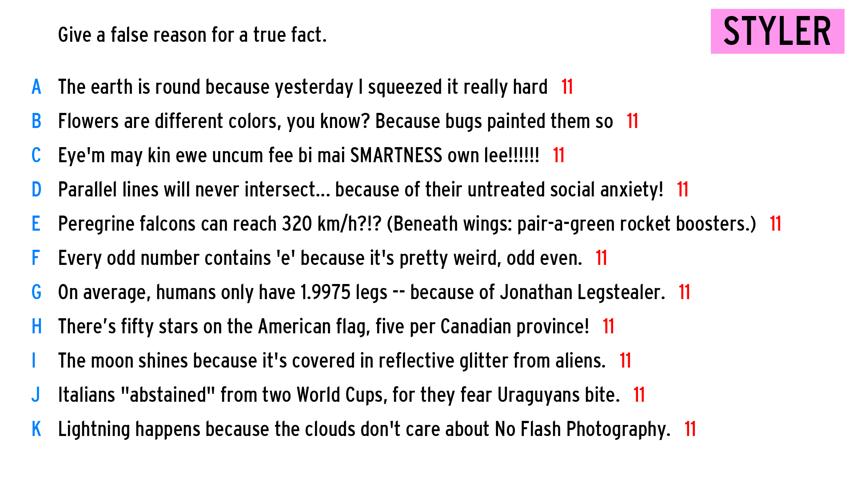 Give a false reason for a true fact.
STYLER
A The earth is round because yesterday I squeezed it really hard 11
B Flowers are different colors, you know? Because bugs painted them so 11
C Eye'm may kin ewe uncum fee bi mai SMARTNESS own lee!!!!!! 11
D Parallel lines will never intersect... because of their untreated social anxiety! 11
E Peregrine falcons can reach 320 km/h?!? (Beneath wings: pair-a-green rocket boosters.) 11
F Every odd number contains 'e' because it's pretty weird, odd even. 11
G On average, humans only have 1.9975 legs -- because of Jonathan Legstealer. 11
H There's fifty stars on the American flag, five per Canadian province! 11
I The moon shines because it's covered in reflective glitter from aliens. 11
J Italians "abstained" from two World Cups, for they fear Uraguyans bite. 11
K Lightning happens because the clouds don't care about No Flash Photography. 11